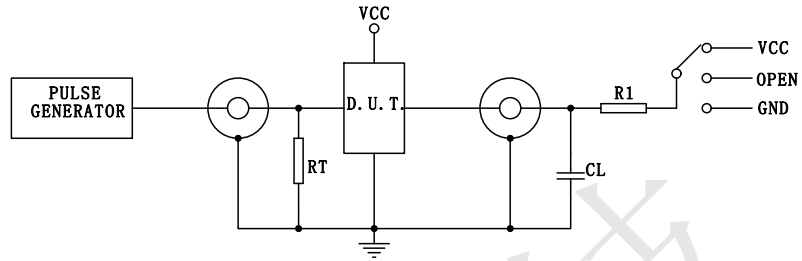 VCC
PULSE
GENERATOR
D. U. T.
R1
VCC
OPEN
GND
RT
CL